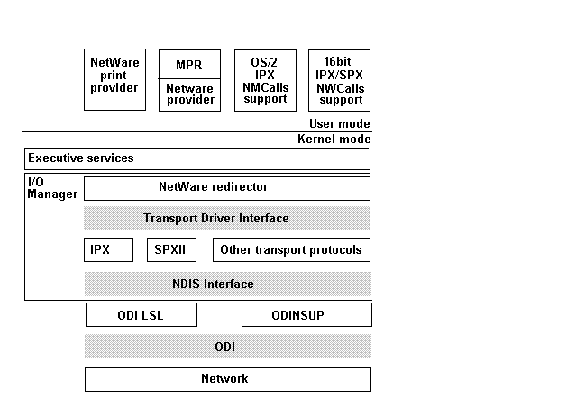 NetWare
print
provider
MPR
Netware
provider
OS/2
IPX
NMCalls
support
16bit
IPX/SPX
NWCalls
support
User mode
Kernel mode
Executive services
I/O
Manager
NetWare redirector
Transport Driver Interface
IPX
SPXII
Other transport protocols
NDIS Interface
ODI LSL
ODINSUP
ODI
Network